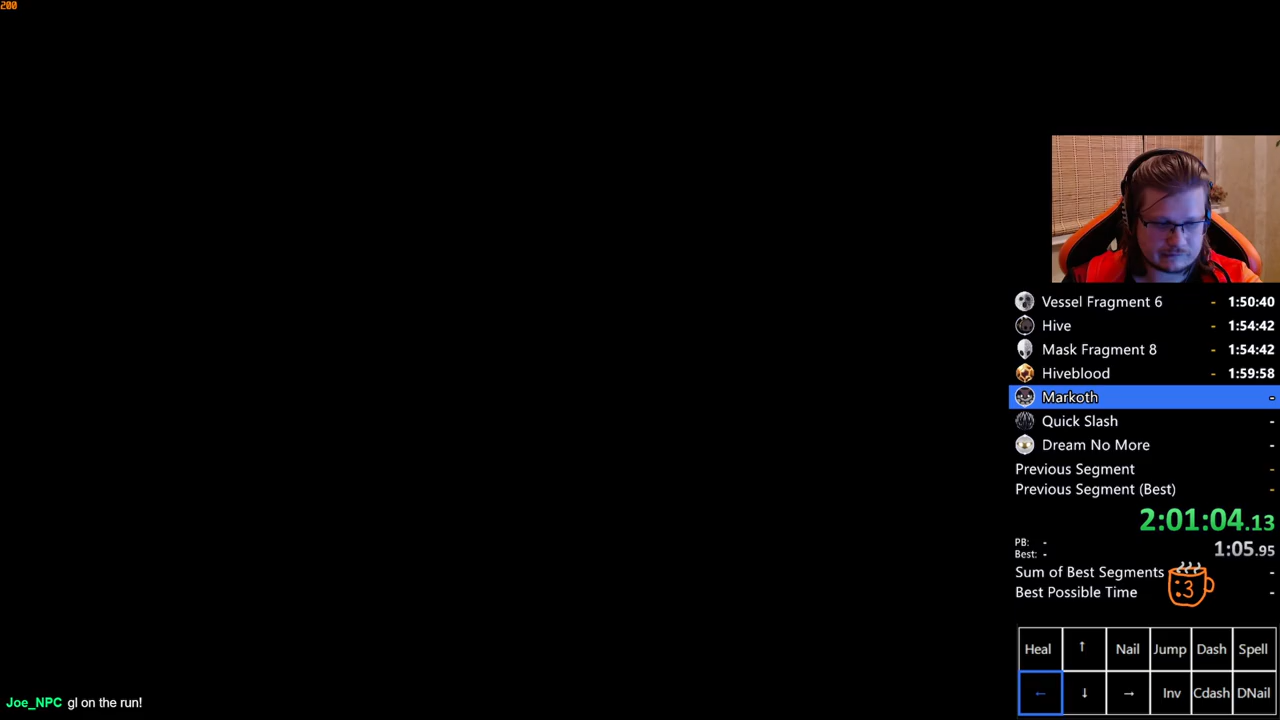 200
Vessel Fragment 6 - 1:50:40
Hive - 1:54:42
Mask Fragment 8 - 1:54:42
Hiveblood - 1:59:58
Markoth -
Quick Slash -
Dream No More -
Previous Segment -
Previous Segment (Best) -
2:01:04.13
PB: - 1:05.95
Best: -
Sum of Best Segments -
:3
Best Possible Time -
Heal ↑ Nail Jump Dash Spell
← ↓ → Inv Cdash DNail
Joe_NPC gl on the run!